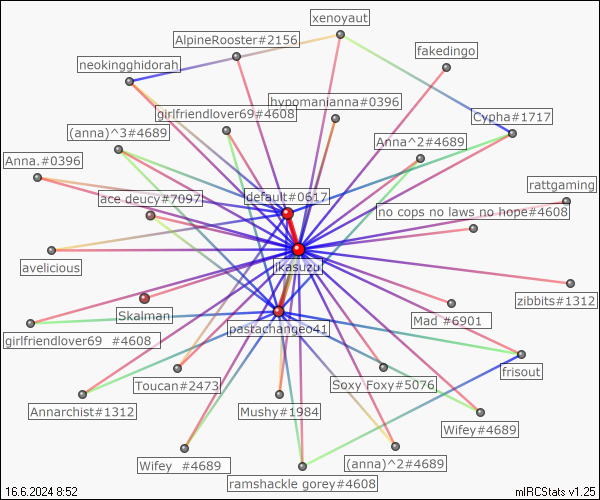 xenoyaut
AlpineRooster#2156
fakedingo
neokingghidorah
hypomanianna#0396
girlfriendlover69#4608
Cypha#1717
(anna)^3#4689
Anna^2#4689
Anna.#0396
rattgaming
ace deucy#7097
default#0617
no cops no laws no hope#4608
avelicious
jkasuzu
zibbits#1312
Skalman
Mad #6901
girlfriendlover69 #4608
pastachangeo41
frisout
Toucan#2473
Soxy Foxy#5076
Annarchist#1312
Mushy#1984
Wifey#4689
Wifey #4689
(anna)^2#4689
ramshackle gorey#4608
16.6.2024 8:52
mIRCStats v1.25